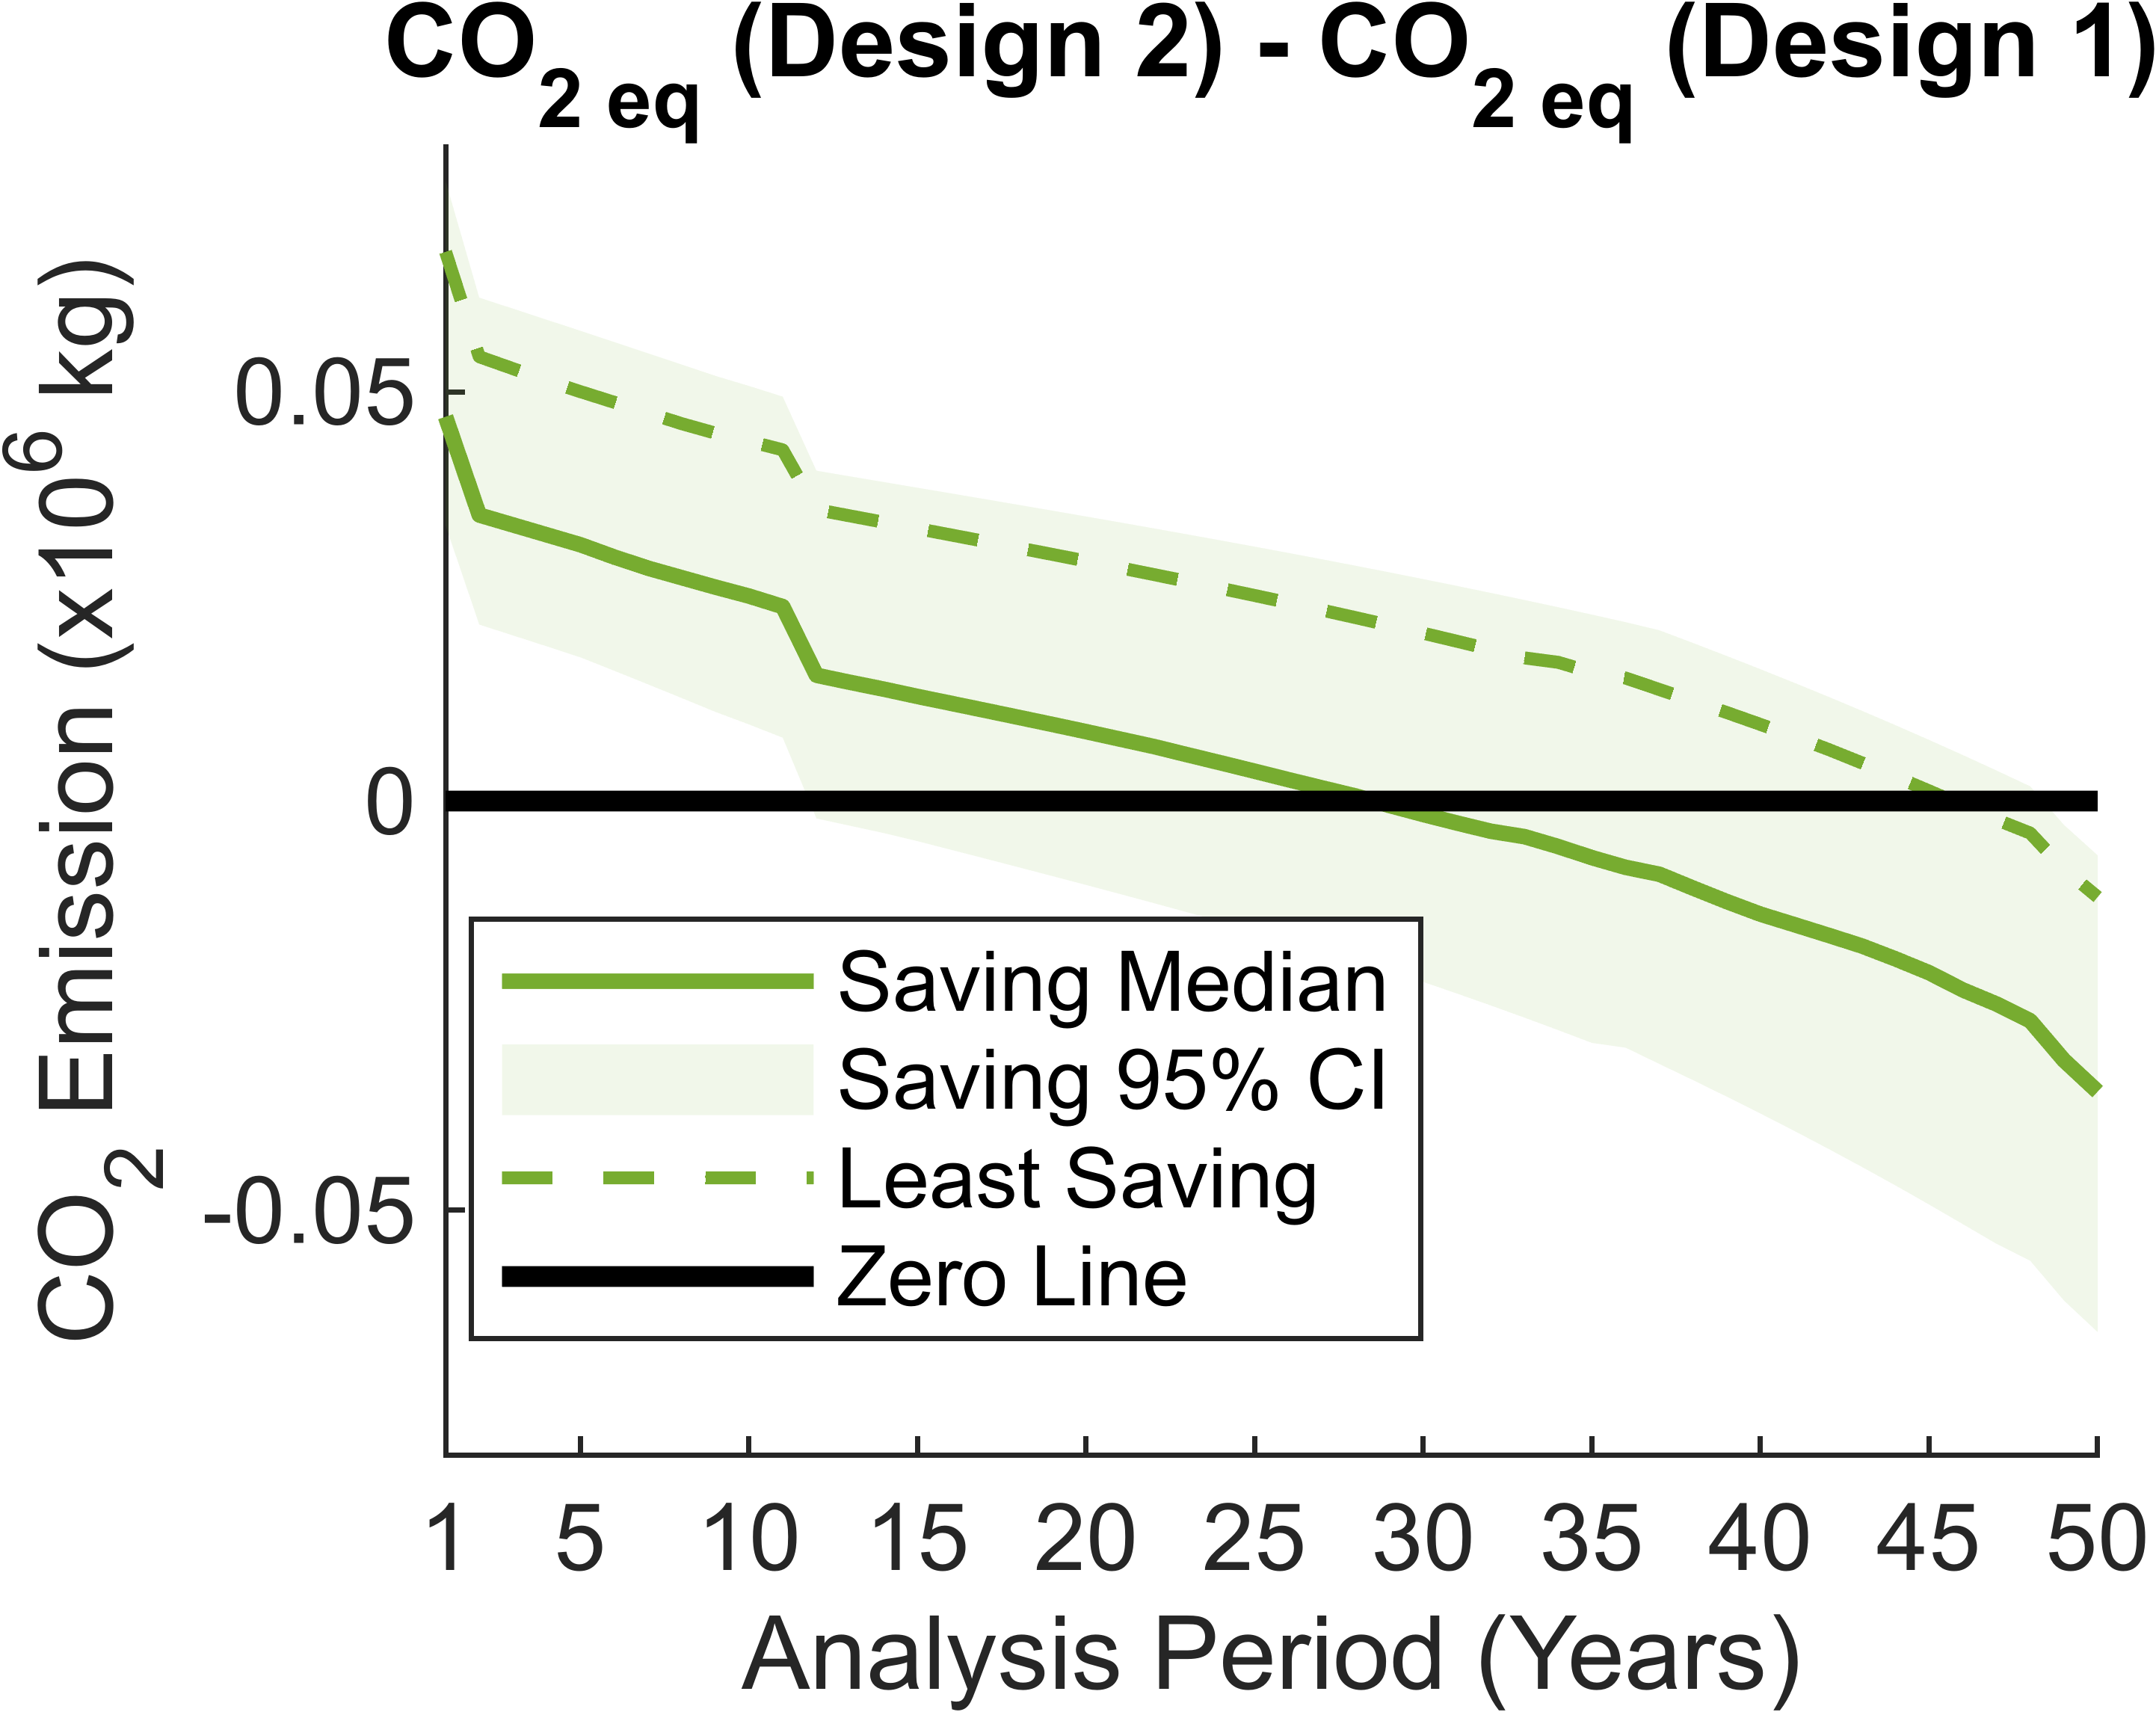 CO2 eq (Design 2) - CO2 eq (Design 1)
CO2 Emission (x10^6 kg)
0.05
0
-0.05
Saving Median
Saving 95% CI
Least Saving
Zero Line
1 5 10 15 20 25 30 35 40 45 50
Analysis Period (Years)